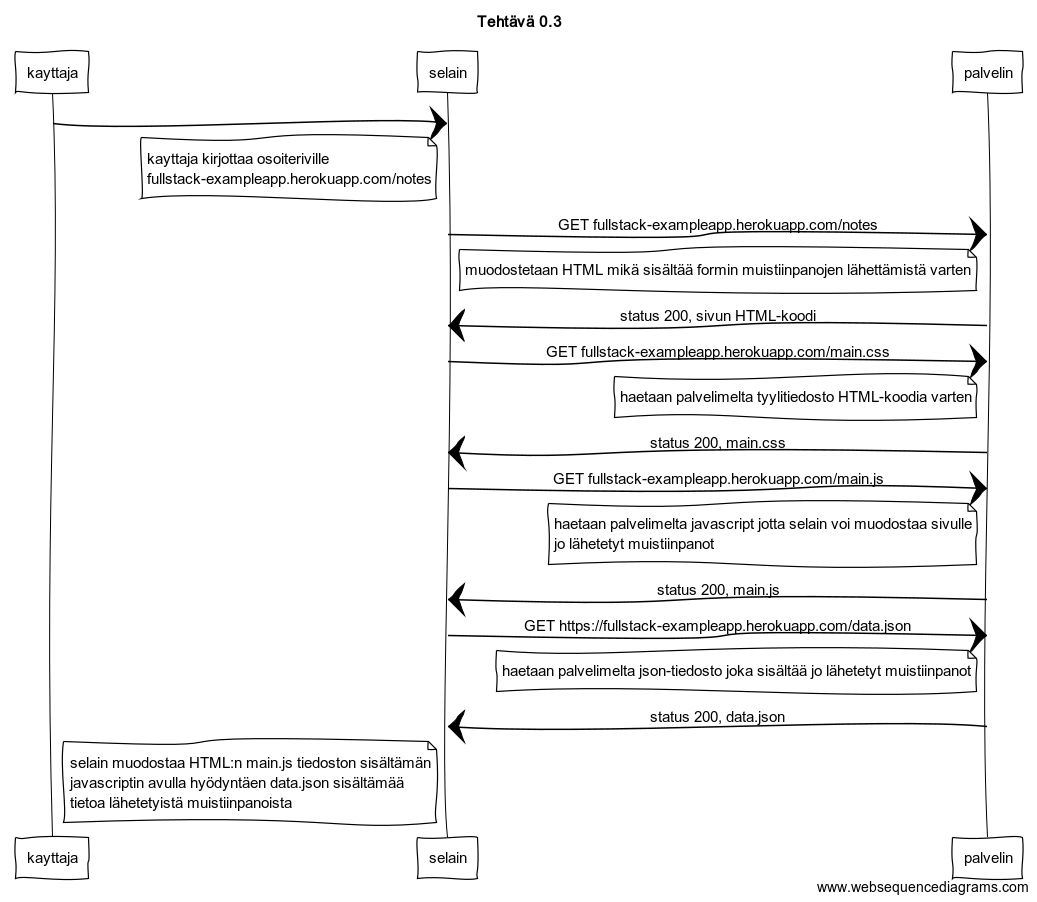 Tehtävä 0.3
kayttaja
selain
palvelin
kayttaja kirjottaa osoiteriville
fullstack-exampleapp.herokuapp.com/notes
GET fullstack-exampleapp.herokuapp.com/notes
muodostetaan HTML mikä sisältää formin muistiinpanojen lähettämistä varten
status 200, sivun HTML-koodi
GET fullstack-exampleapp.herokuapp.com/main.css
haetaan palvelimelta tyylitiedosto HTML-koodia varten
status 200, main.css
GET fullstack-exampleapp.herokuapp.com/main.js
haetaan palvelimelta javascript jotta selain voi muodostaa sivulle
jo lähetetyt muistiinpanot
status 200, main.js
GET https://fullstack-exampleapp.herokuapp.com/data.json
haetaan palvelimelta json-tiedosto joka sisältää jo lähetetyt muistiinpanot
status 200, data.json
selain muodostaa HTML:n main.js tiedoston sisältämän
javascriptin avulla hyödyntäen data.json sisältämää
tietoa lähetetyistä muistiinpanoista
kayttaja
selain
palvelin
www.websequencediagrams.com